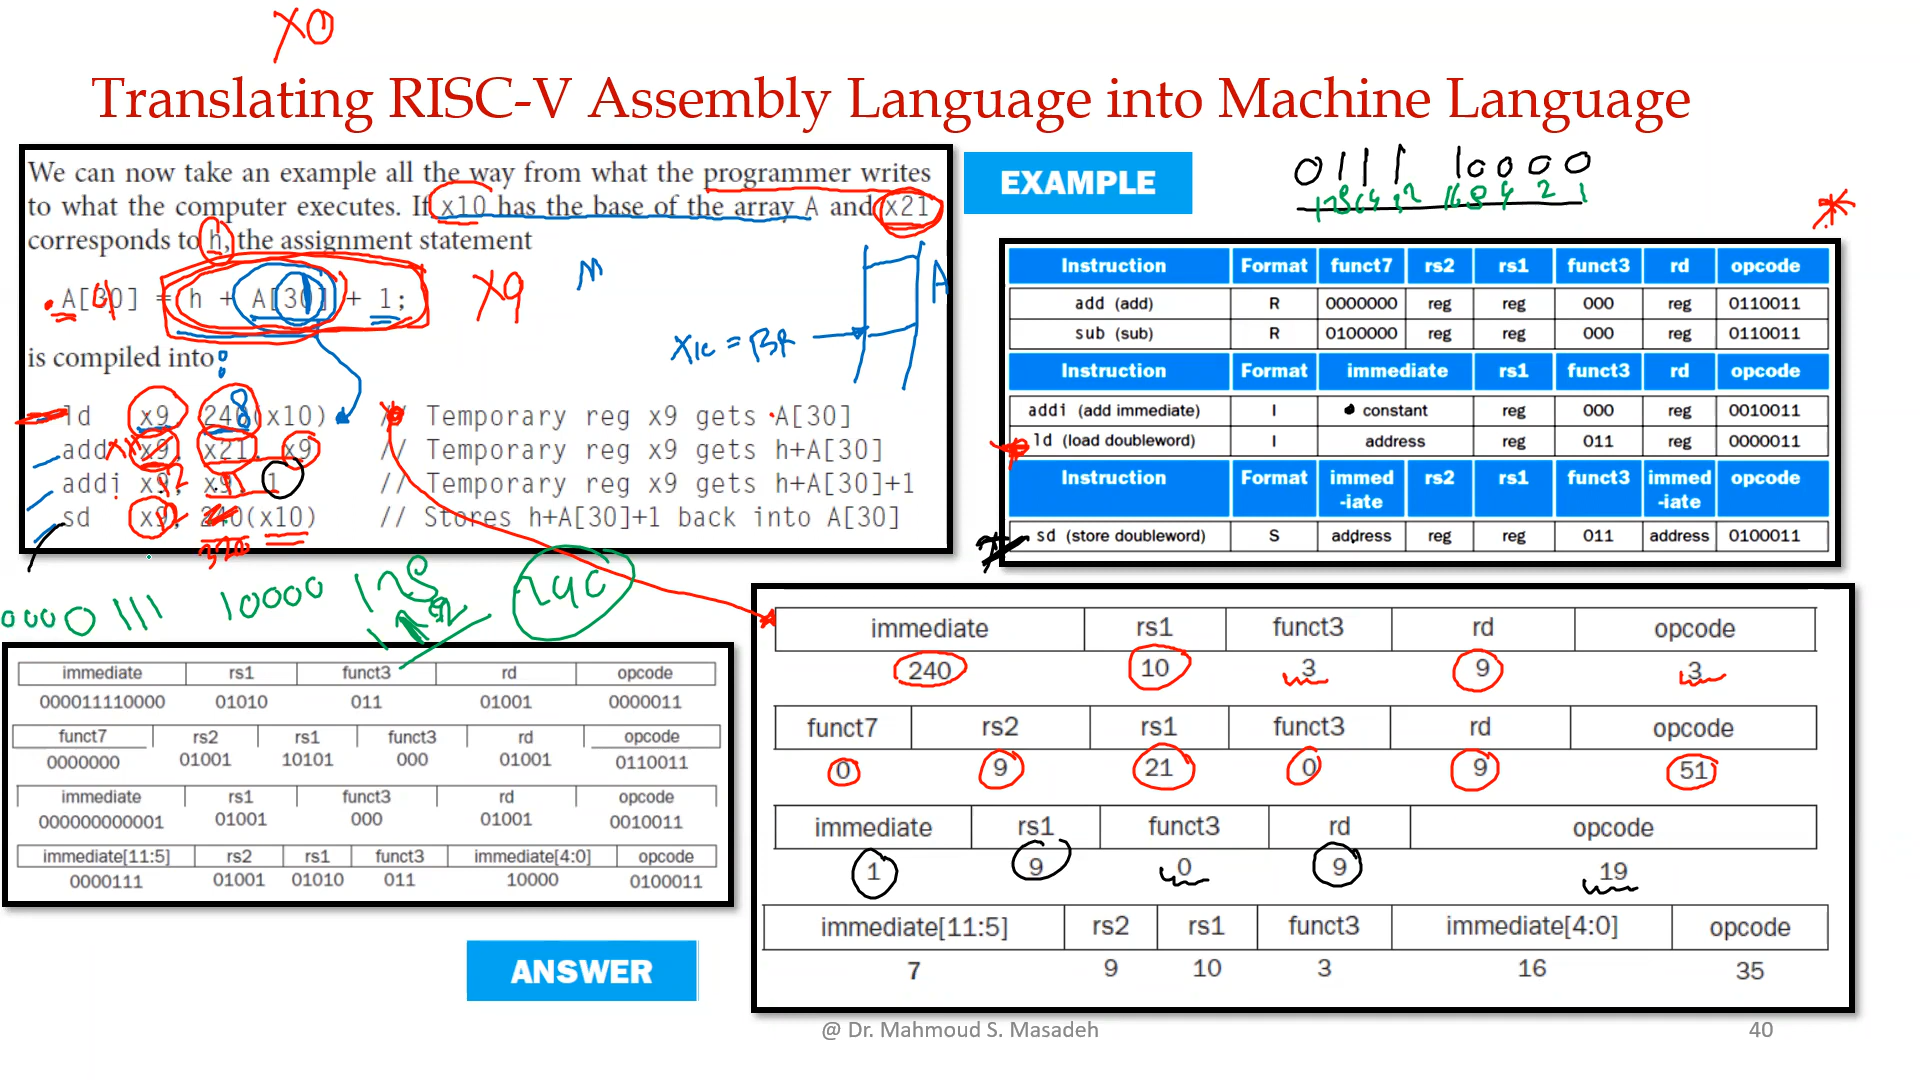 X0
Translating RISC-V Assembly Language into Machine Language
We can now take an example all the way from what the programmer writes
to what the computer executes. If x10 has the base of the array A and x21
corresponds to h, the assignment statement
A[30] = h + A[30] + 1;
X9
M
A
is compiled into:
ld x9, 240(x10) // Temporary reg x9 gets A[30]
8
add x9, x21, x9 // Temporary reg x9 gets h+A[30]
addi x9, x9, 1 // Temporary reg x9 gets h+A[30]+1
sd x9, 240(x10) // Stores h+A[30]+1 back into A[30]
EXAMPLE
0111 10000
Instruction Format funct7 rs2 rs1 funct3 rd opcode
add (add) R 0000000 reg reg 000 reg 0110011
sub (sub) R 0100000 reg reg 000 reg 0110011
Instruction Format immediate rs1 funct3 rd opcode
addi (add immediate) I constant reg 000 reg 0010011
ld (load doubleword) I address reg 011 reg 0000011
Instruction Format immed -iate rs2 rs1 funct3 immed -iate opcode
sd (store doubleword) S address reg reg 011 address 0100011
0000 111 10000 128
240
immediate rs1 funct3 rd opcode
000011110000 01010 011 01001 0000011
funct7 rs2 rs1 funct3 rd opcode
0000000 01001 10101 000 01001 0110011
immediate rs1 funct3 rd opcode
000000000001 01001 000 01001 0010011
immediate[11:5] rs2 rs1 funct3 immediate[4:0] opcode
0000111 01001 01010 011 10000 0100011
ANSWER
immediate rs1 funct3 rd opcode
240 10 3 9 3
funct7 rs2 rs1 funct3 rd opcode
0 9 21 0 9 51
immediate rs1 funct3 rd opcode
1 9 0 9 19
immediate[11:5] rs2 rs1 funct3 immediate[4:0] opcode
7 9 10 3 16 35
@ Dr. Mahmoud S. Masadeh
40